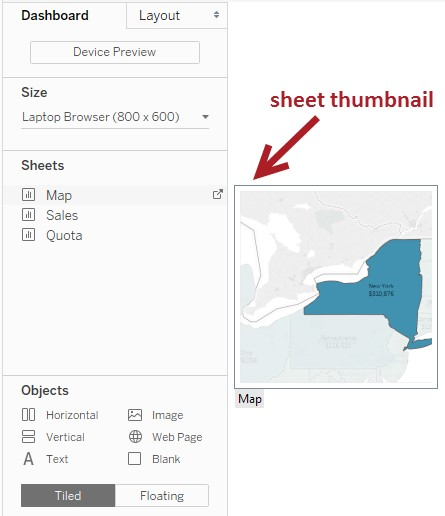 Dashboard Layout
Device Preview
Size
Laptop Browser (800 x 600)
sheet thumbnail
Sheets
Map
Sales
Quota
New York
$310,876
Map
Objects
Horizontal Image
Vertical Web Page
Text Blank
Tiled Floating